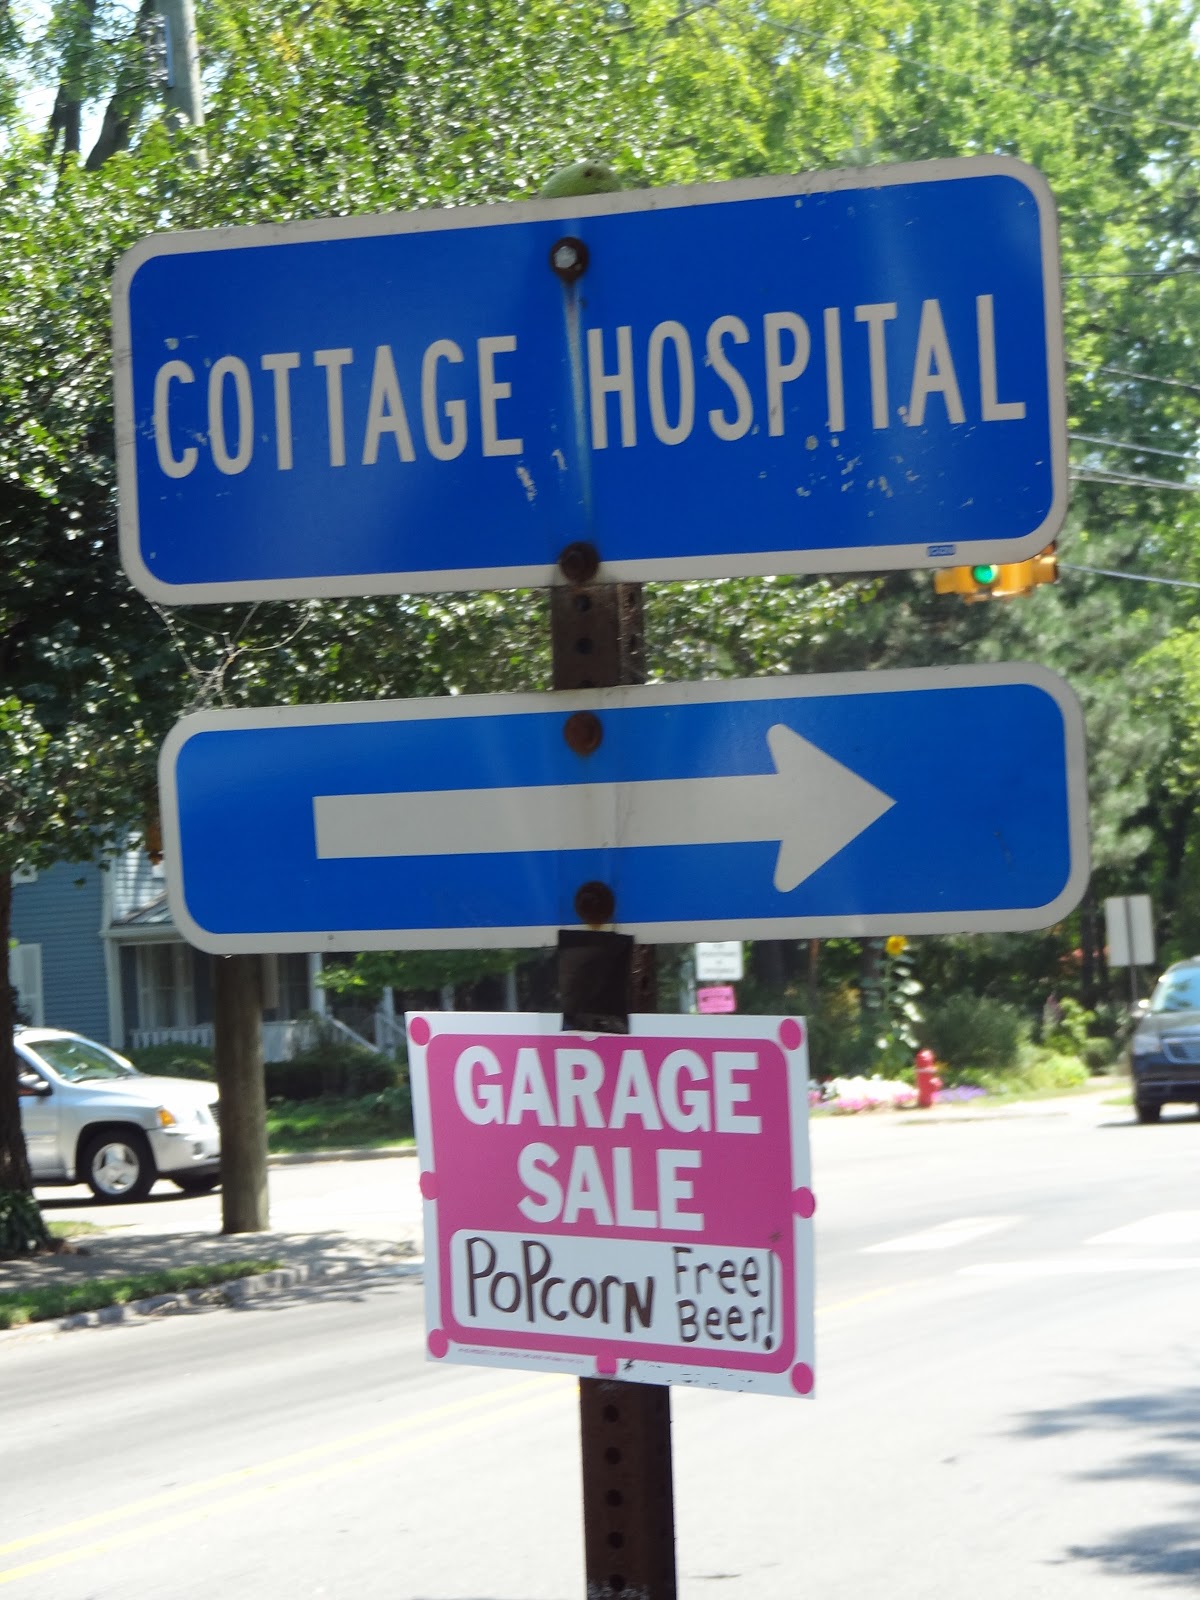 COTTAGE HOSPITAL
GARAGE
SALE
PoPcorN Free
Beer!